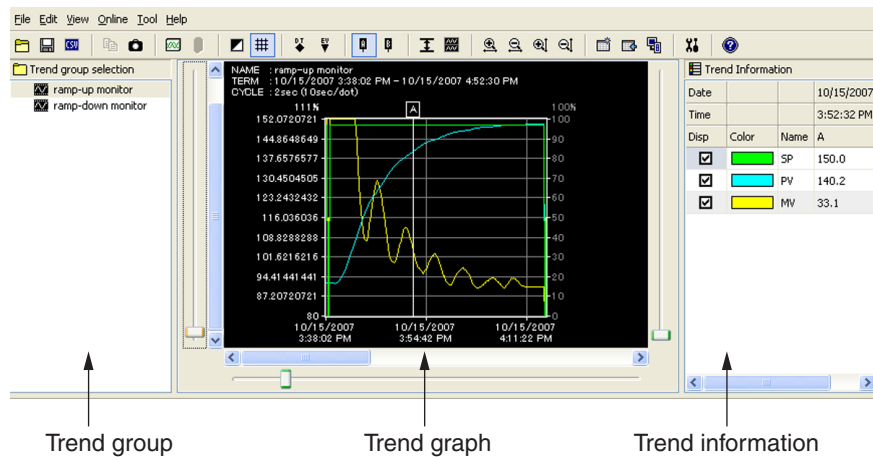 File Edit View Online Tool Help
CSV
DT
EV
Trend group selection
ramp-up monitor
ramp-down monitor
NAME : ramp-up monitor
TERM : 10/15/2007 3:38:02 PM - 10/15/2007 4:52:30 PM
CYCLE : 2sec (10sec/dot)
111% A 100%
152.0720721 100
144.8648649 90
137.6576577 80
130.4504505 70
123.2432432 60
116.036036 50
108.8288288 40
101.6216216 30
94.41441441 20
87.20720721 10
80 0
10/15/2007 10/15/2007 10/15/2007
3:38:02 PM 3:54:42 PM 4:11:22 PM
Trend Information
Date 10/15/2007
Time 3:52:32 PM
Disp Color Name A
SP 150.0
PV 140.2
MV 33.1
Trend group Trend graph Trend information